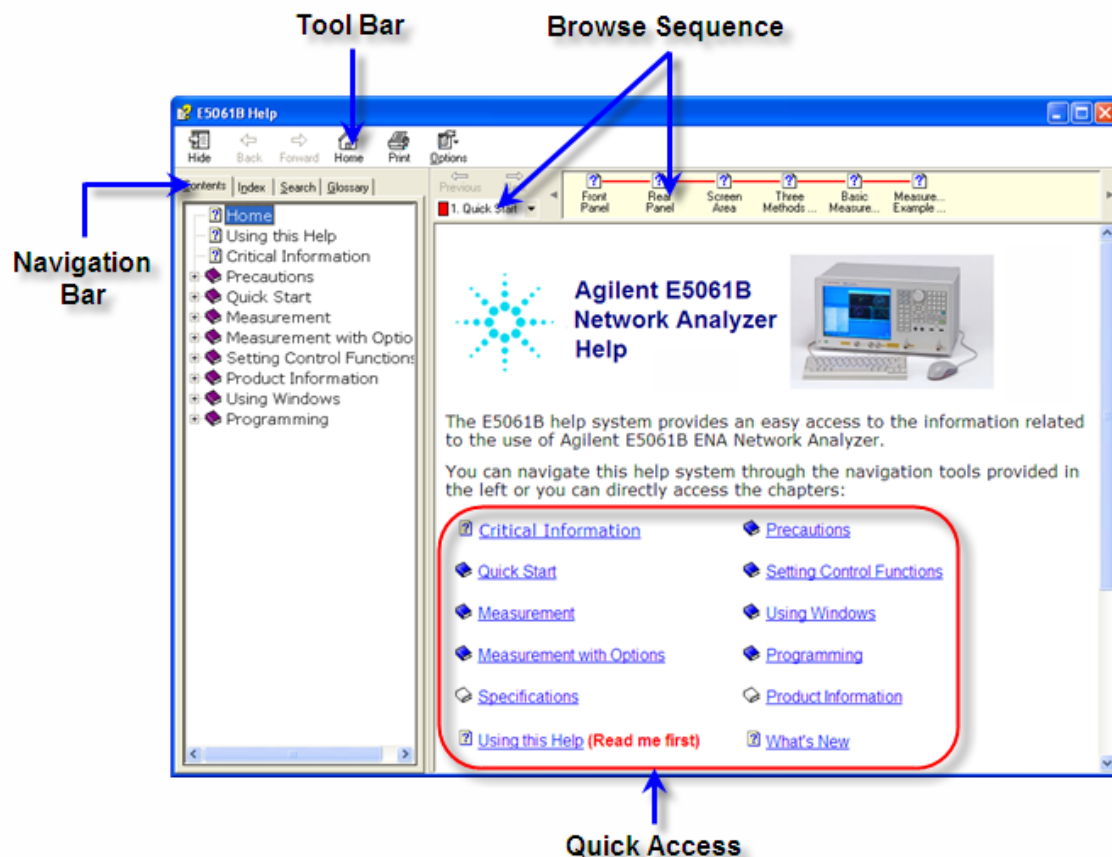 Tool Bar
Browse Sequence
E5061B Help
Hide
Back
Forward
Home
Print
Options
Contents
Index
Search
Glossary
Previous
1. Quick Start
Front Panel
Rear Panel
Screen Area
Three Methods ...
Basic Measure...
Measure... Example ...
Navigation Bar
Home
Using this Help
Critical Information
Precautions
Quick Start
Measurement
Measurement with Optio
Setting Control Functions
Product Information
Using Windows
Programming
Agilent E5061B
Network Analyzer
Help
The E5061B help system provides an easy access to the information related
to the use of Agilent E5061B ENA Network Analyzer.
You can navigate this help system through the navigation tools provided in
the left or you can directly access the chapters:
Critical Information
Precautions
Quick Start
Setting Control Functions
Measurement
Using Windows
Measurement with Options
Programming
Specifications
Product Information
Using this Help (Read me first)
What's New
Quick Access